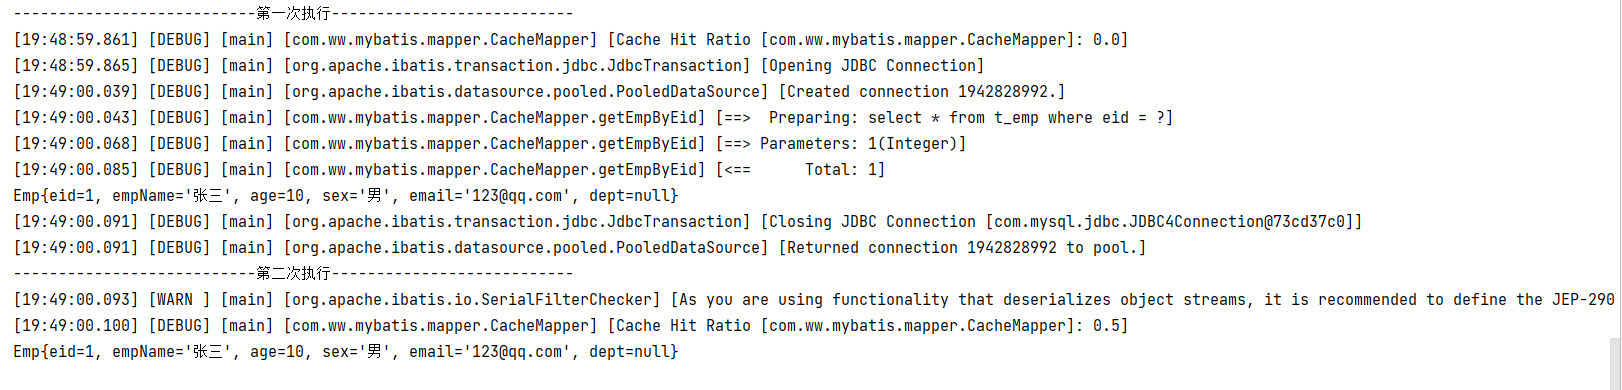 ---------------------------第一次执行---------------------------
[19:48:59.861] [DEBUG] [main] [com.ww.mybatis.mapper.CacheMapper] [Cache Hit Ratio [com.ww.mybatis.mapper.CacheMapper]: 0.0]
[19:48:59.865] [DEBUG] [main] [org.apache.ibatis.transaction.jdbc.JdbcTransaction] [Opening JDBC Connection]
[19:49:00.039] [DEBUG] [main] [org.apache.ibatis.datasource.pooled.PooledDataSource] [Created connection 1942828992.]
[19:49:00.043] [DEBUG] [main] [com.ww.mybatis.mapper.CacheMapper.getEmpByEid] [==>  Preparing: select * from t_emp where eid = ?]
[19:49:00.068] [DEBUG] [main] [com.ww.mybatis.mapper.CacheMapper.getEmpByEid] [==> Parameters: 1(Integer)]
[19:49:00.085] [DEBUG] [main] [com.ww.mybatis.mapper.CacheMapper.getEmpByEid] [<==      Total: 1]
Emp{eid=1, empName='张三', age=10, sex='男', email='123@qq.com', dept=null}
[19:49:00.091] [DEBUG] [main] [org.apache.ibatis.transaction.jdbc.JdbcTransaction] [Closing JDBC Connection [com.mysql.jdbc.JDBC4Connection@73cd37c0]]
[19:49:00.091] [DEBUG] [main] [org.apache.ibatis.datasource.pooled.PooledDataSource] [Returned connection 1942828992 to pool.]
---------------------------第二次执行---------------------------
[19:49:00.093] [WARN ] [main] [org.apache.ibatis.io.SerialFilterChecker] [As you are using functionality that deserializes object streams, it is recommended to define the JEP-290
[19:49:00.100] [DEBUG] [main] [com.ww.mybatis.mapper.CacheMapper] [Cache Hit Ratio [com.ww.mybatis.mapper.CacheMapper]: 0.5]
Emp{eid=1, empName='张三', age=10, sex='男', email='123@qq.com', dept=null}